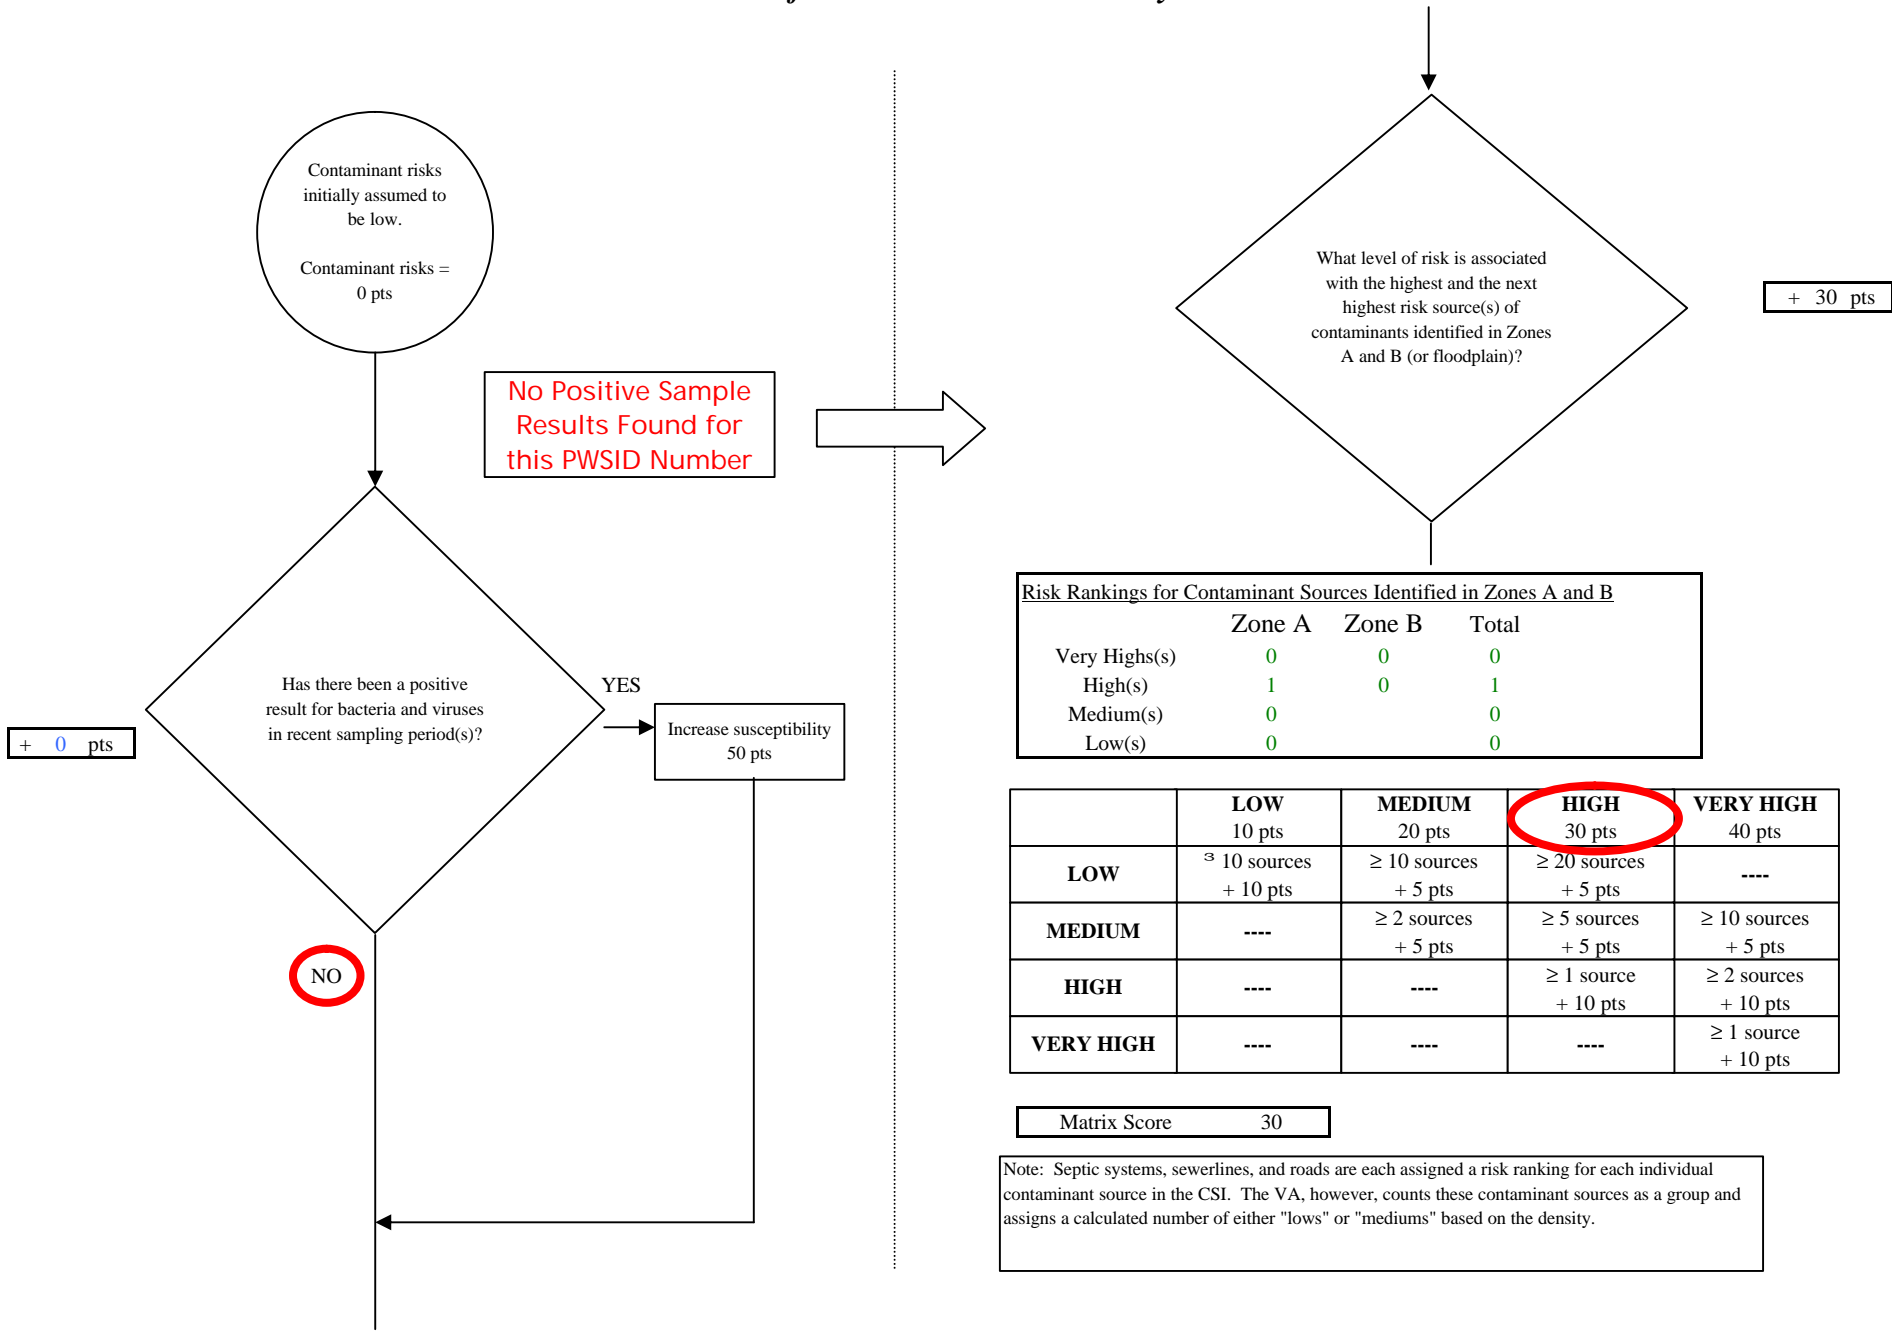 Contaminant risks
initially assumed to
be low.
Contaminant risks =
0 pts
No Positive Sample
Results Found for
this PWSID Number
Has there been a positive
result for bacteria and viruses
in recent sampling period(s)?
YES
Increase susceptibility
50 pts
+ 0 pts
NO
What level of risk is associated
with the highest and the next
highest risk source(s) of
contaminants identified in Zones
A and B (or floodplain)?
+ 30 pts
Risk Rankings for Contaminant Sources Identified in Zones A and B
Zone A Zone B Total
Very Highs(s) 0 0 0
High(s) 1 0 1
Medium(s) 0 0
Low(s) 0 0
LOW MEDIUM HIGH VERY HIGH
10 pts 20 pts 30 pts 40 pts
LOW ³ 10 sources ≥ 10 sources ≥ 20 sources ----
+ 10 pts + 5 pts + 5 pts
MEDIUM ---- ≥ 2 sources ≥ 5 sources ≥ 10 sources
+ 5 pts + 5 pts + 5 pts
HIGH ---- ---- ≥ 1 source ≥ 2 sources
+ 10 pts + 10 pts
VERY HIGH ---- ---- ---- ≥ 1 source
+ 10 pts
Matrix Score 30
Note: Septic systems, sewerlines, and roads are each assigned a risk ranking for each individual
contaminant source in the CSI. The VA, however, counts these contaminant sources as a group and
assigns a calculated number of either "lows" or "mediums" based on the density.